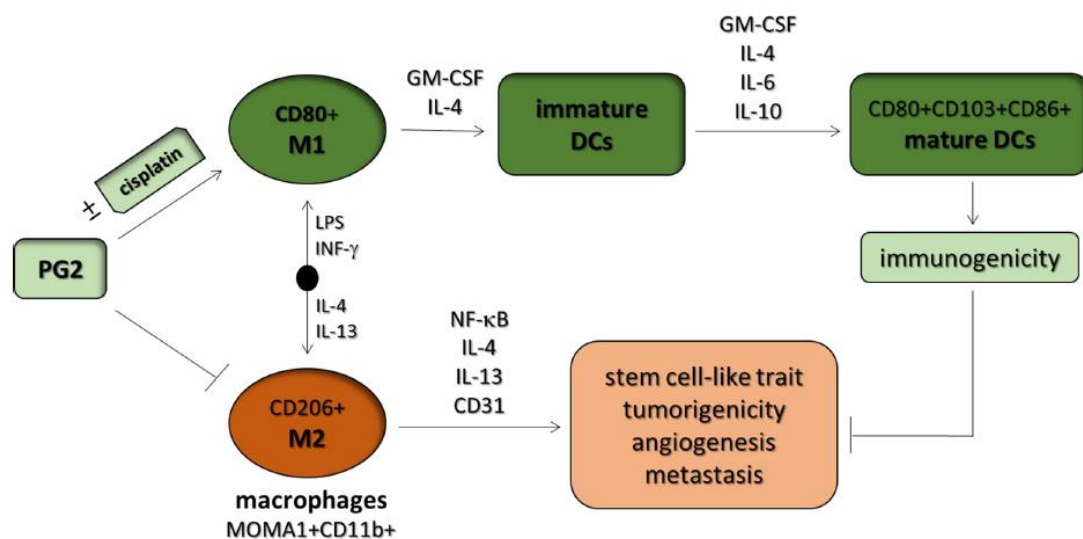 GM-CSF
IL-4
IL-6
IL-10
GM-CSF
IL-4
CD80+
M1
immature
DCs
CD80+CD103+CD86+
mature DCs
± cisplatin
LPS
INF-γ
PG2
immunogenicity
IL-4
IL-13
NF-κB
IL-4
IL-13
CD31
CD206+
M2
stem cell-like trait
tumorigenicity
angiogenesis
metastasis
macrophages
MOMA1+CD11b+